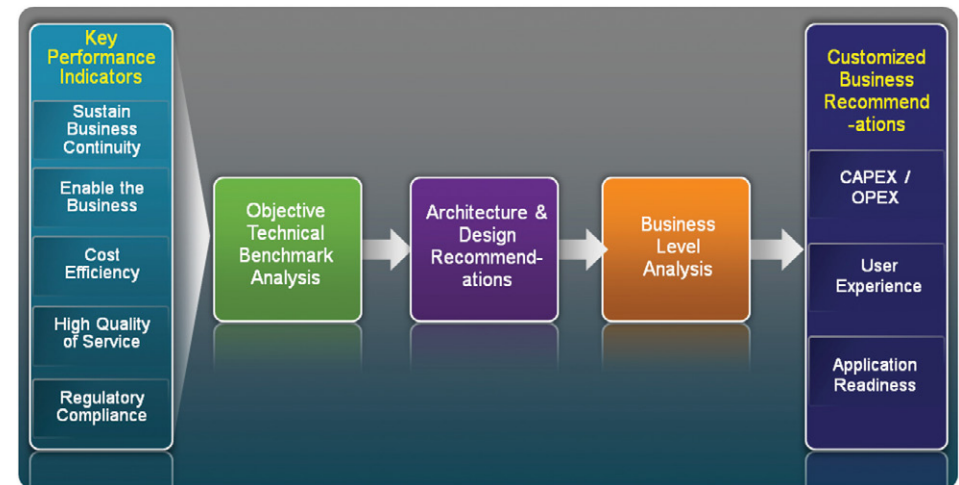 Key
Performance
Indicators
Sustain
Business
Continuity
Enable the
Business
Cost
Efficiency
High Quality
of Service
Regulatory
Compliance
Objective
Technical
Benchmark
Analysis
Architecture &
Design
Recommend-
ations
Business
Level
Analysis
Customized
Business
Recommend
-ations
CAPEX /
OPEX
User
Experience
Application
Readiness